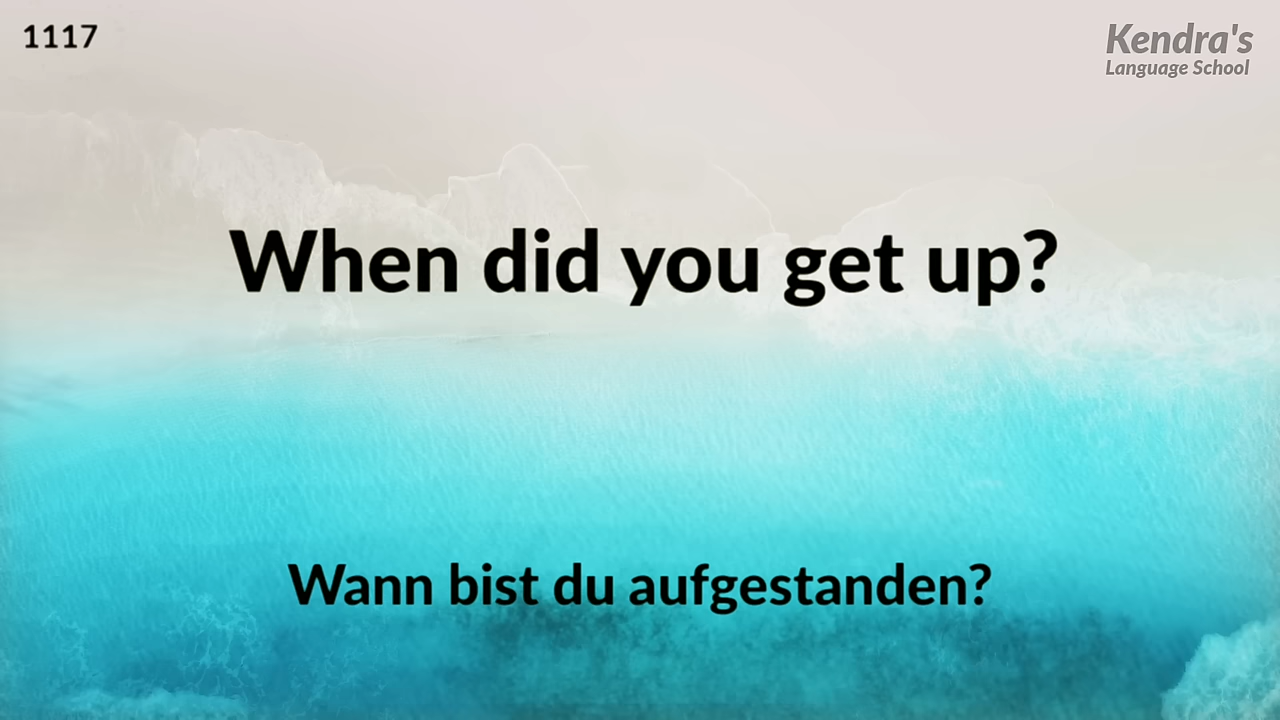 1117
Kendra's
Language School
When did you get up?
Wann bist du aufgestanden?